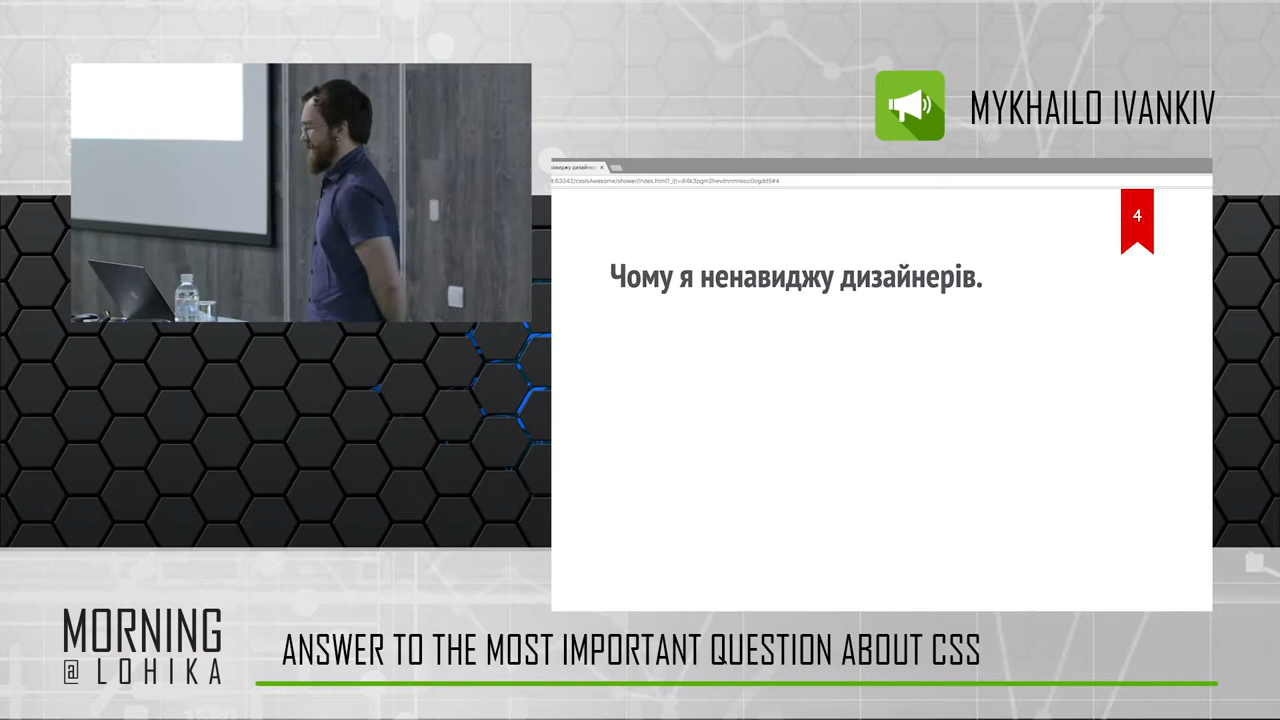 MYKHAILO IVANKIV
4
Чому я ненавиджу дизайнерів.
MORNING
@ LOHIKA
ANSWER TO THE MOST IMPORTANT QUESTION ABOUT CSS